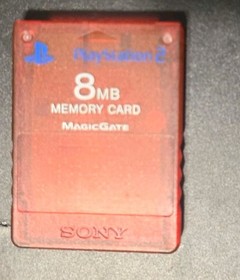 PlayStation 2
8MB
MEMORY CARD
MAGICGATE
SONY